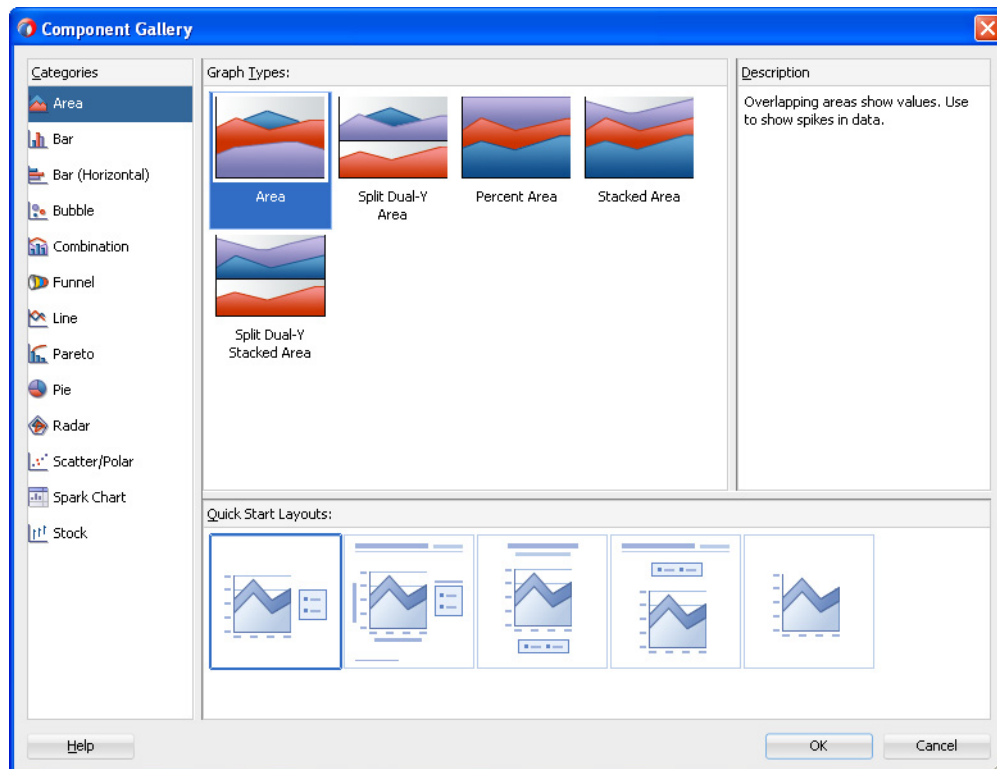 Component Gallery
Categories
Area
Bar
Bar (Horizontal)
Bubble
Combination
Funnel
Line
Pareto
Pie
Radar
Scatter/Polar
Spark Chart
Stock
Graph Types:
Area
Split Dual-Y
Area
Percent Area
Stacked Area
Split Dual-Y
Stacked Area
Description
Overlapping areas show values. Use
to show spikes in data.
Quick Start Layouts:
Help
OK
Cancel